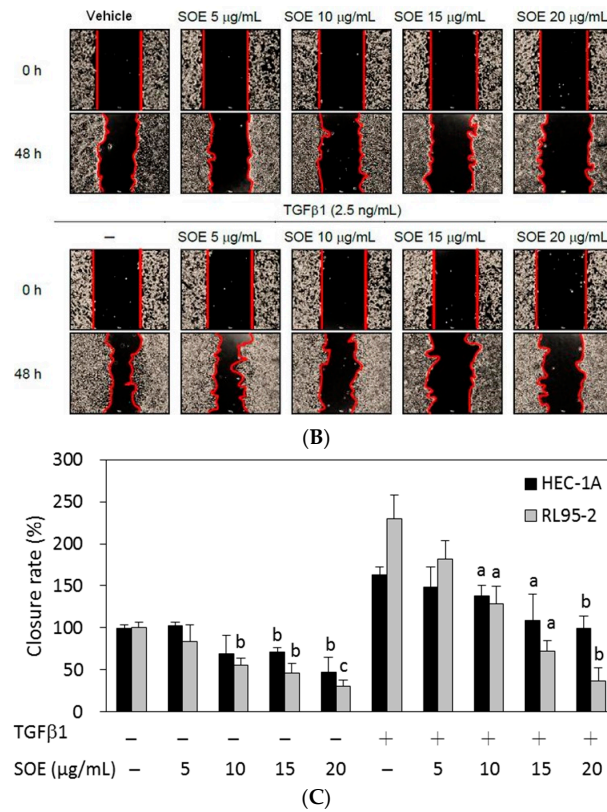 Vehicle SOE 5 μg/mL SOE 10 μg/mL SOE 15 μg/mL SOE 20 μg/mL
0 h
48 h
TGFβ1 (2.5 ng/mL)
– SOE 5 μg/mL SOE 10 μg/mL SOE 15 μg/mL SOE 20 μg/mL
0 h
48 h
(B)
300
250
200
150
100
50
0
Closure rate (%)
HEC-1A
RL95-2
b b b c a a a a b b
TGFβ1 – – – – – + + + + +
SOE (μg/mL) – 5 10 15 20 – 5 10 15 20
(C)